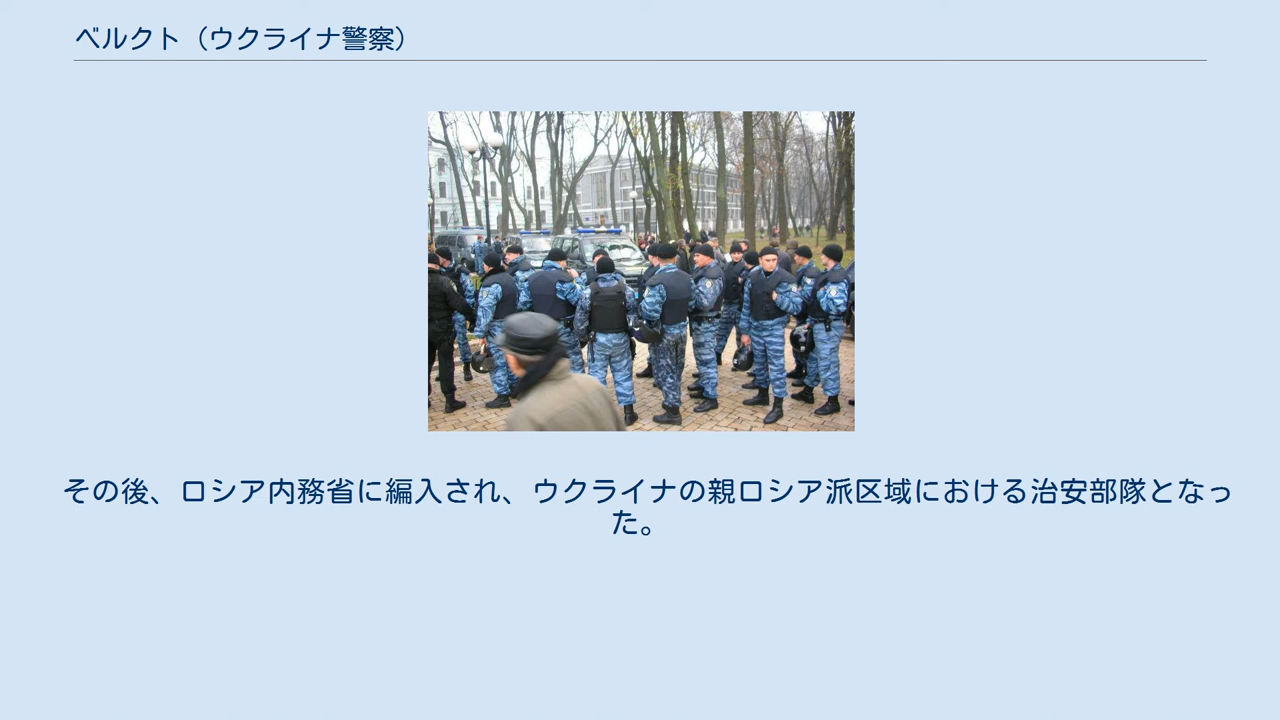 ベルクト（ウクライナ警察）
その後、ロシア内務省に編入され、ウクライナの親ロシア派区域における治安部隊となっ
た。